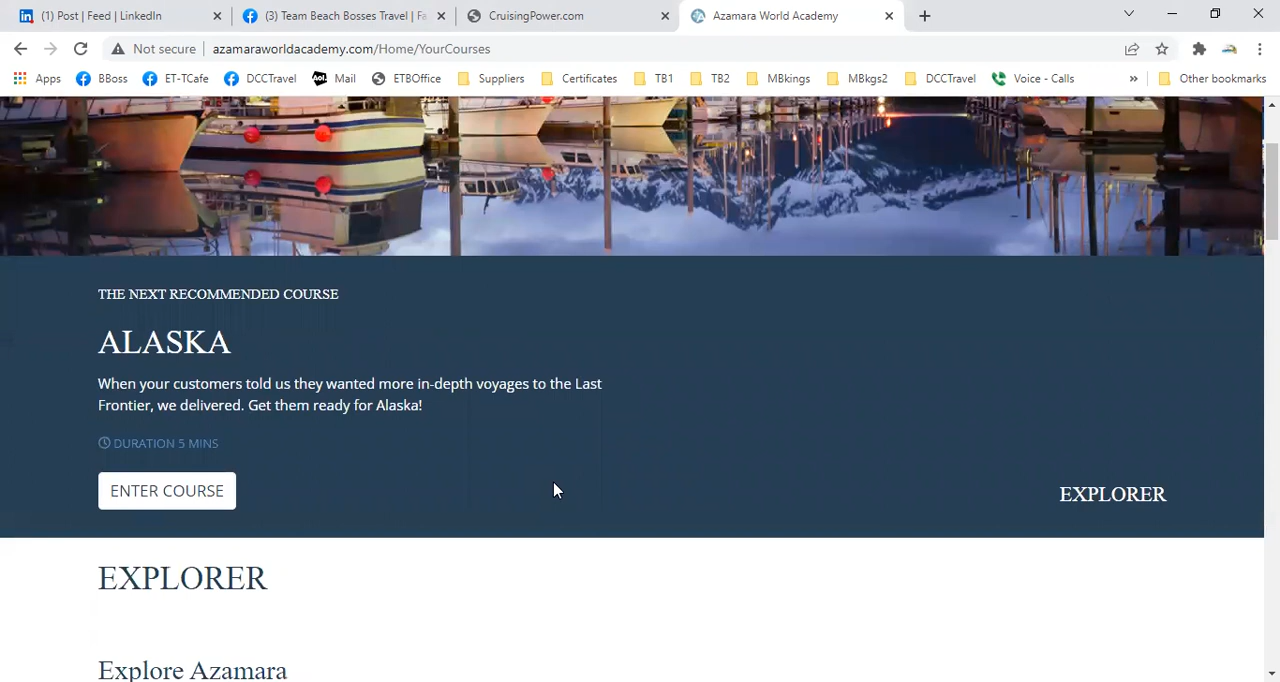 (1) Post | Feed | LinkedIn
(3) Team Beach Bosses Travel | Fa
CruisingPower.com
Azamara World Academy
Not secure
azamaraworldacademy.com/Home/YourCourses
Apps
BBoss
ET-TCafe
DCCTravel
Aol.
Mail
ETBOffice
Suppliers
Certificates
TB1
TB2
MBkings
MBkgs2
DCCTravel
Voice - Calls
»
Other bookmarks
THE NEXT RECOMMENDED COURSE
ALASKA
When your customers told us they wanted more in-depth voyages to the Last
Frontier, we delivered. Get them ready for Alaska!
DURATION 5 MINS
ENTER COURSE
EXPLORER
EXPLORER
Explore Azamara